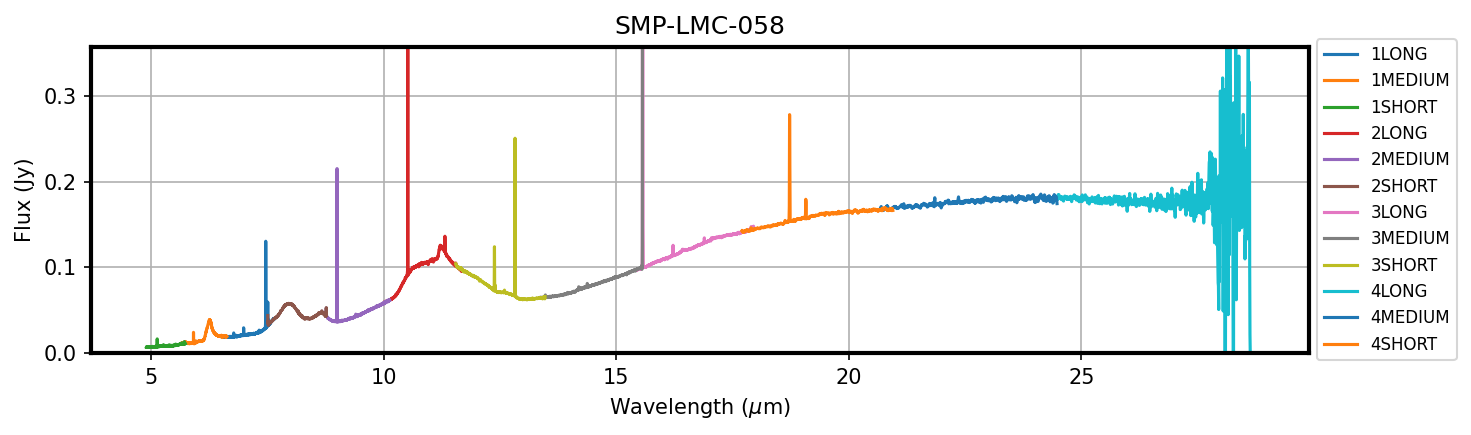 SMP-LMC-058
Flux (Jy)
0.3
0.2
0.1
0.0
5
10
15
20
25
Wavelength (μm)
1LONG
1MEDIUM
1SHORT
2LONG
2MEDIUM
2SHORT
3LONG
3MEDIUM
3SHORT
4LONG
4MEDIUM
4SHORT